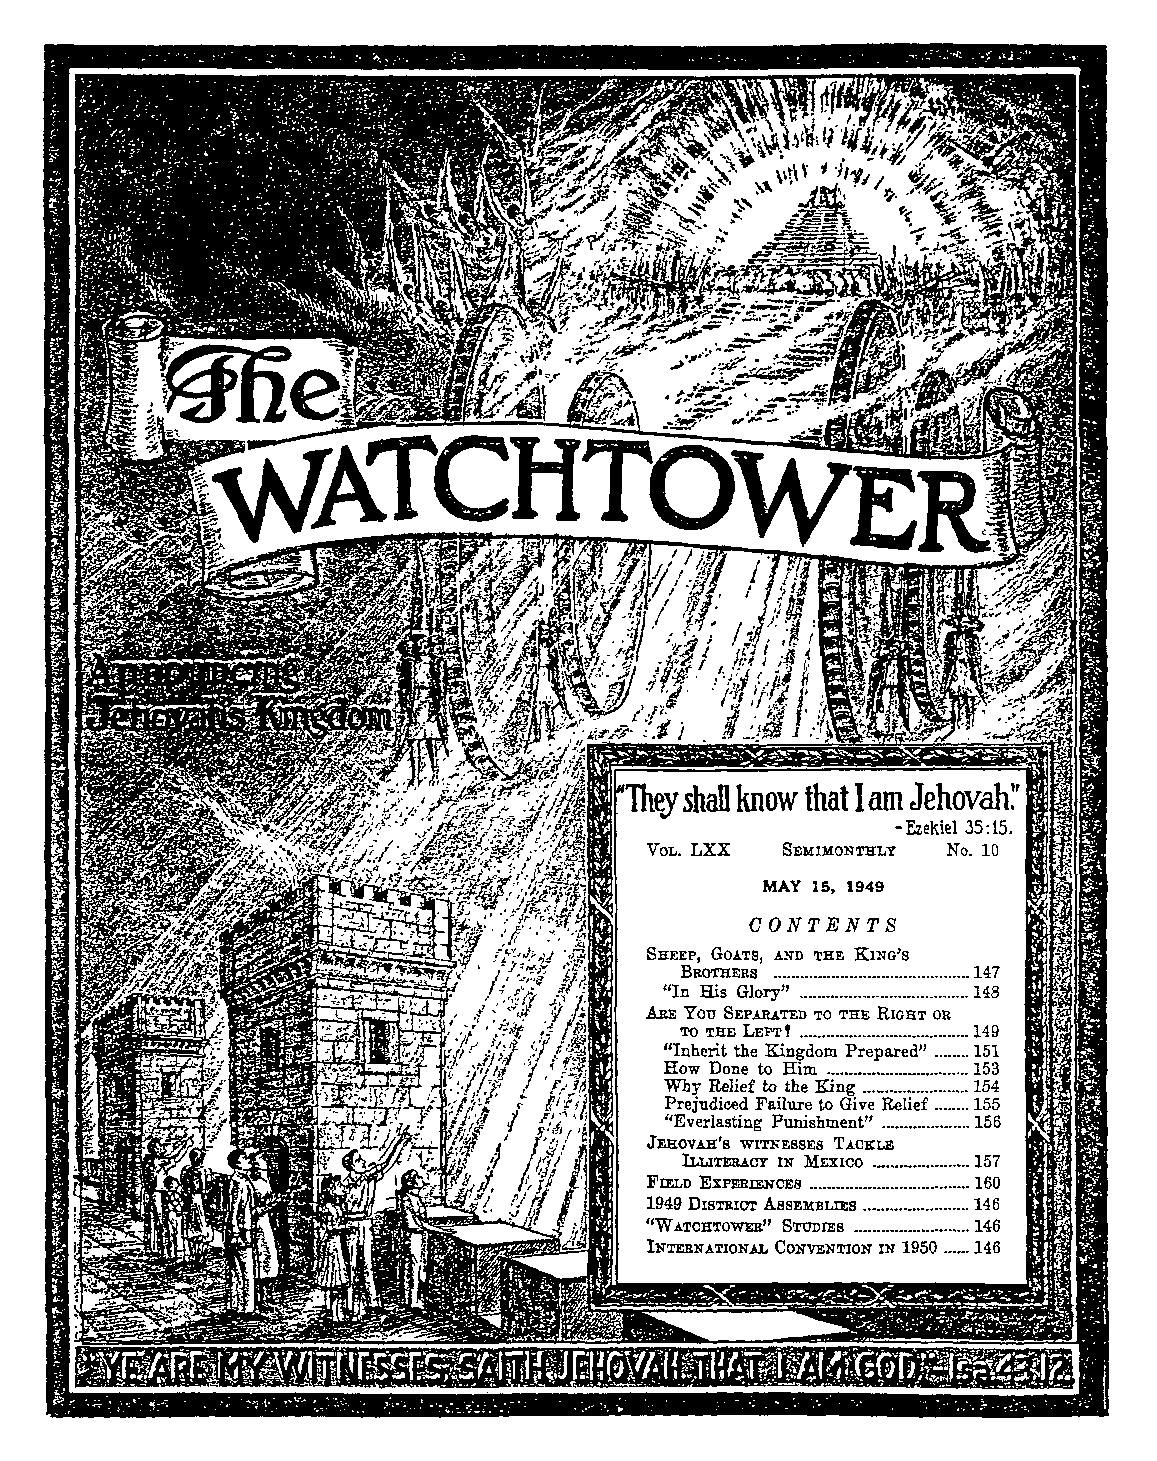 The
WATCHTOWER
Announcing
Jehovah's Kingdom
"They shall know that I am Jehovah."
-Ezekiel 35:15.
VOL. LXX SEMIMONTHLY No. 10
MAY 15, 1949
CONTENTS
SHEEP, GOATS, AND THE KING'S
BROTHERS ........ 147
"In His Glory" ........ 148
ARE YOU SEPARATED TO THE RIGHT OR
TO THE LEFT? ........ 149
"Inherit the Kingdom Prepared" ........ 151
How Done to Him ........ 153
Why Relief to the King ........ 154
Prejudiced Failure to Give Relief ........ 155
"Everlasting Punishment" ........ 156
JEHOVAH'S WITNESSES TACKLE
ILLITERACY IN MEXICO ........ 157
FIELD EXPERIENCES ........ 160
1949 DISTRICT ASSEMBLIES ........ 146
"WATCHTOWER" STUDIES ........ 146
INTERNATIONAL CONVENTION IN 1950 ...... 146
"YE ARE MY WITNESSES, SAITH JEHOVAH, THAT I AM GOD."-Isa. 43:12